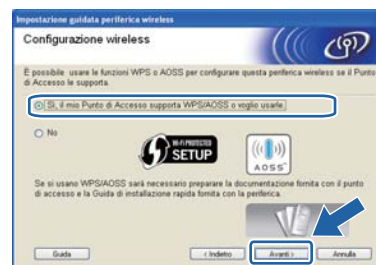 Impostazione guidata periferica wireless
Configurazione wireless
È possibile usare le funzioni WPS o AOSS per configurare questa periferica wireless se il Punto
di Accesso le supporta.
Sì, il mio Punto di Accesso supporta WPS/AOSS o voglio usarle.
No
WI-FI PROTECTED
SETUP
AOSS
Se si usano WPS/AOSS sarà necessario preparare la documentazione fornita con il punto
di accesso e la Guida di installazione rapida fornita con la periferica.
Guida
< Indietro
Avanti >
Annulla